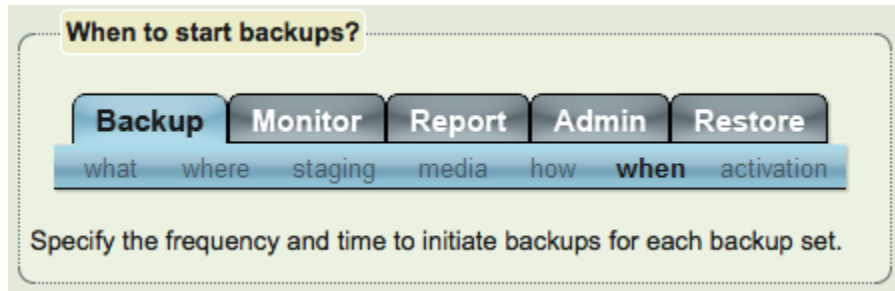 When to start backups?
Backup Monitor Report Admin Restore
what where staging media how when activation
Specify the frequency and time to initiate backups for each backup set.